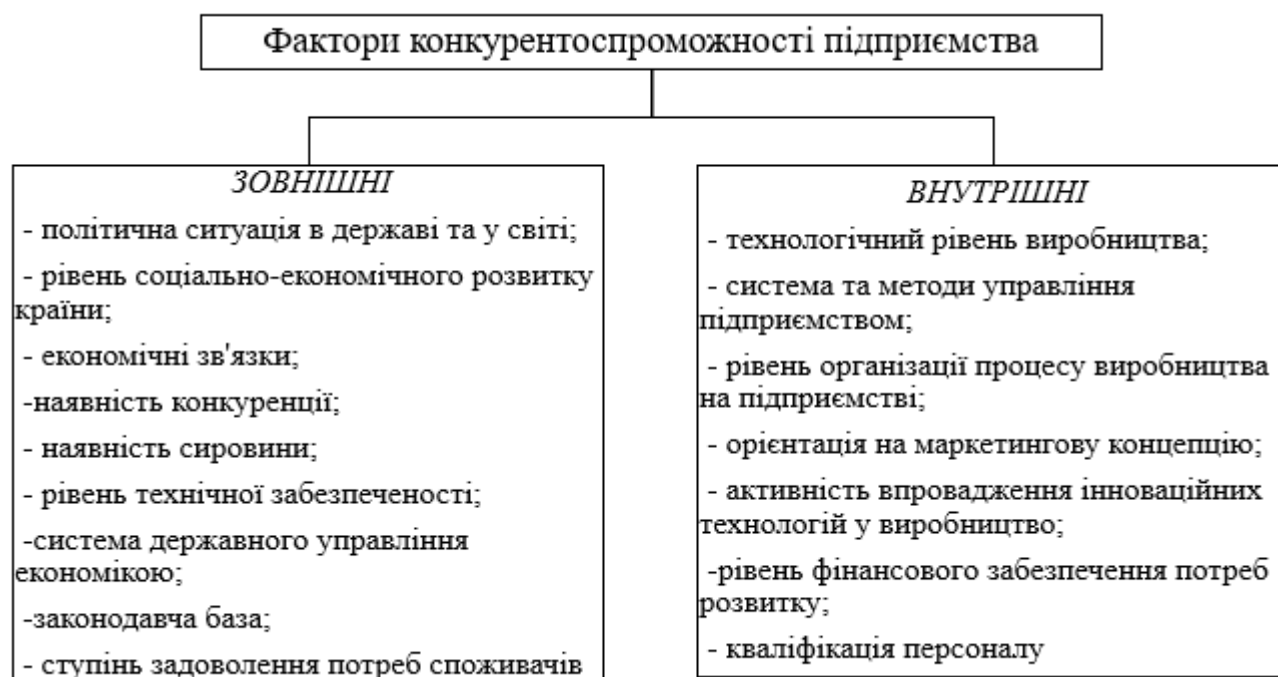 Фактори конкурентоспроможності підприємства
ЗОВНІШНІ
- політична ситуація в державі та у світі;
- рівень соціально-економічного розвитку
країни;
- економічні зв'язки;
-наявність конкуренції;
- наявність сировини;
- рівень технічної забезпеченості;
-система державного управління
економікою;
-законодавча база;
- ступінь задоволення потреб споживачів
ВНУТРІШНІ
- технологічний рівень виробництва;
- система та методи управління
підприємством;
- рівень організації процесу виробництва
на підприємстві;
- орієнтація на маркетингову концепцію;
- активність впровадження інноваційних
технологій у виробництво;
-рівень фінансового забезпечення потреб
розвитку;
- кваліфікація персоналу